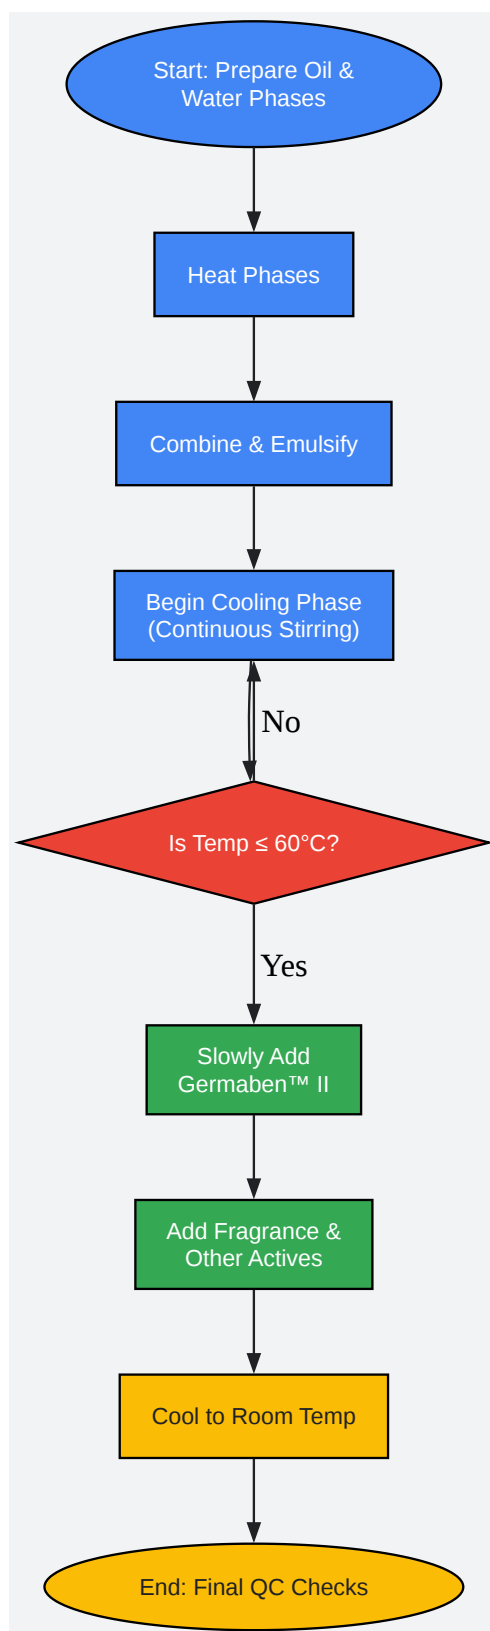 Start: Prepare Oil &
Water Phases
Heat Phases
Combine & Emulsify
Begin Cooling Phase
(Continuous Stirring)
No
Is Temp ≤ 60°C?
Yes
Slowly Add
Germaben™ II
Add Fragrance &
Other Actives
Cool to Room Temp
End: Final QC Checks